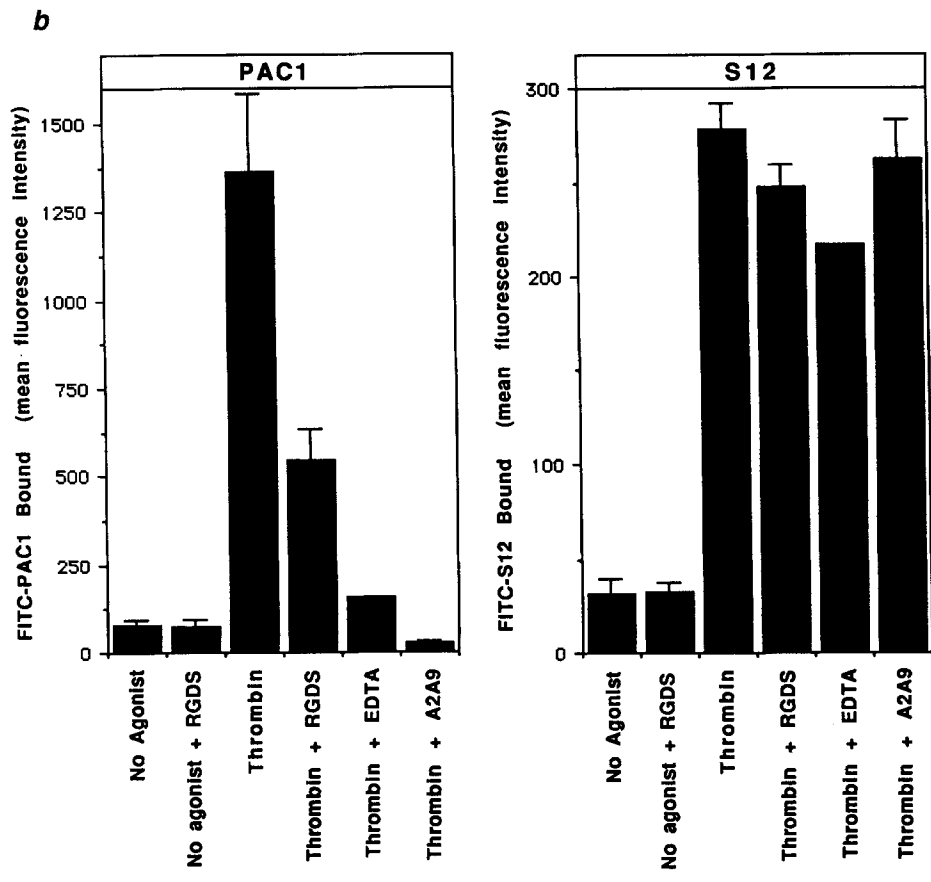 b
PAC1
FITC-PAC1 Bound (mean fluorescence Intensity)
1500
1250
1000
750
500
250
0
No Agonist
No agonist + RGDS
Thrombin
Thrombin + RGDS
Thrombin + EDTA
Thrombin + A2A9
S12
FITC-S12 Bound (mean fluorescence Intensity)
300
200
100
0
No Agonist
No agonist + RGDS
Thrombin
Thrombin + RGDS
Thrombin + EDTA
Thrombin + A2A9